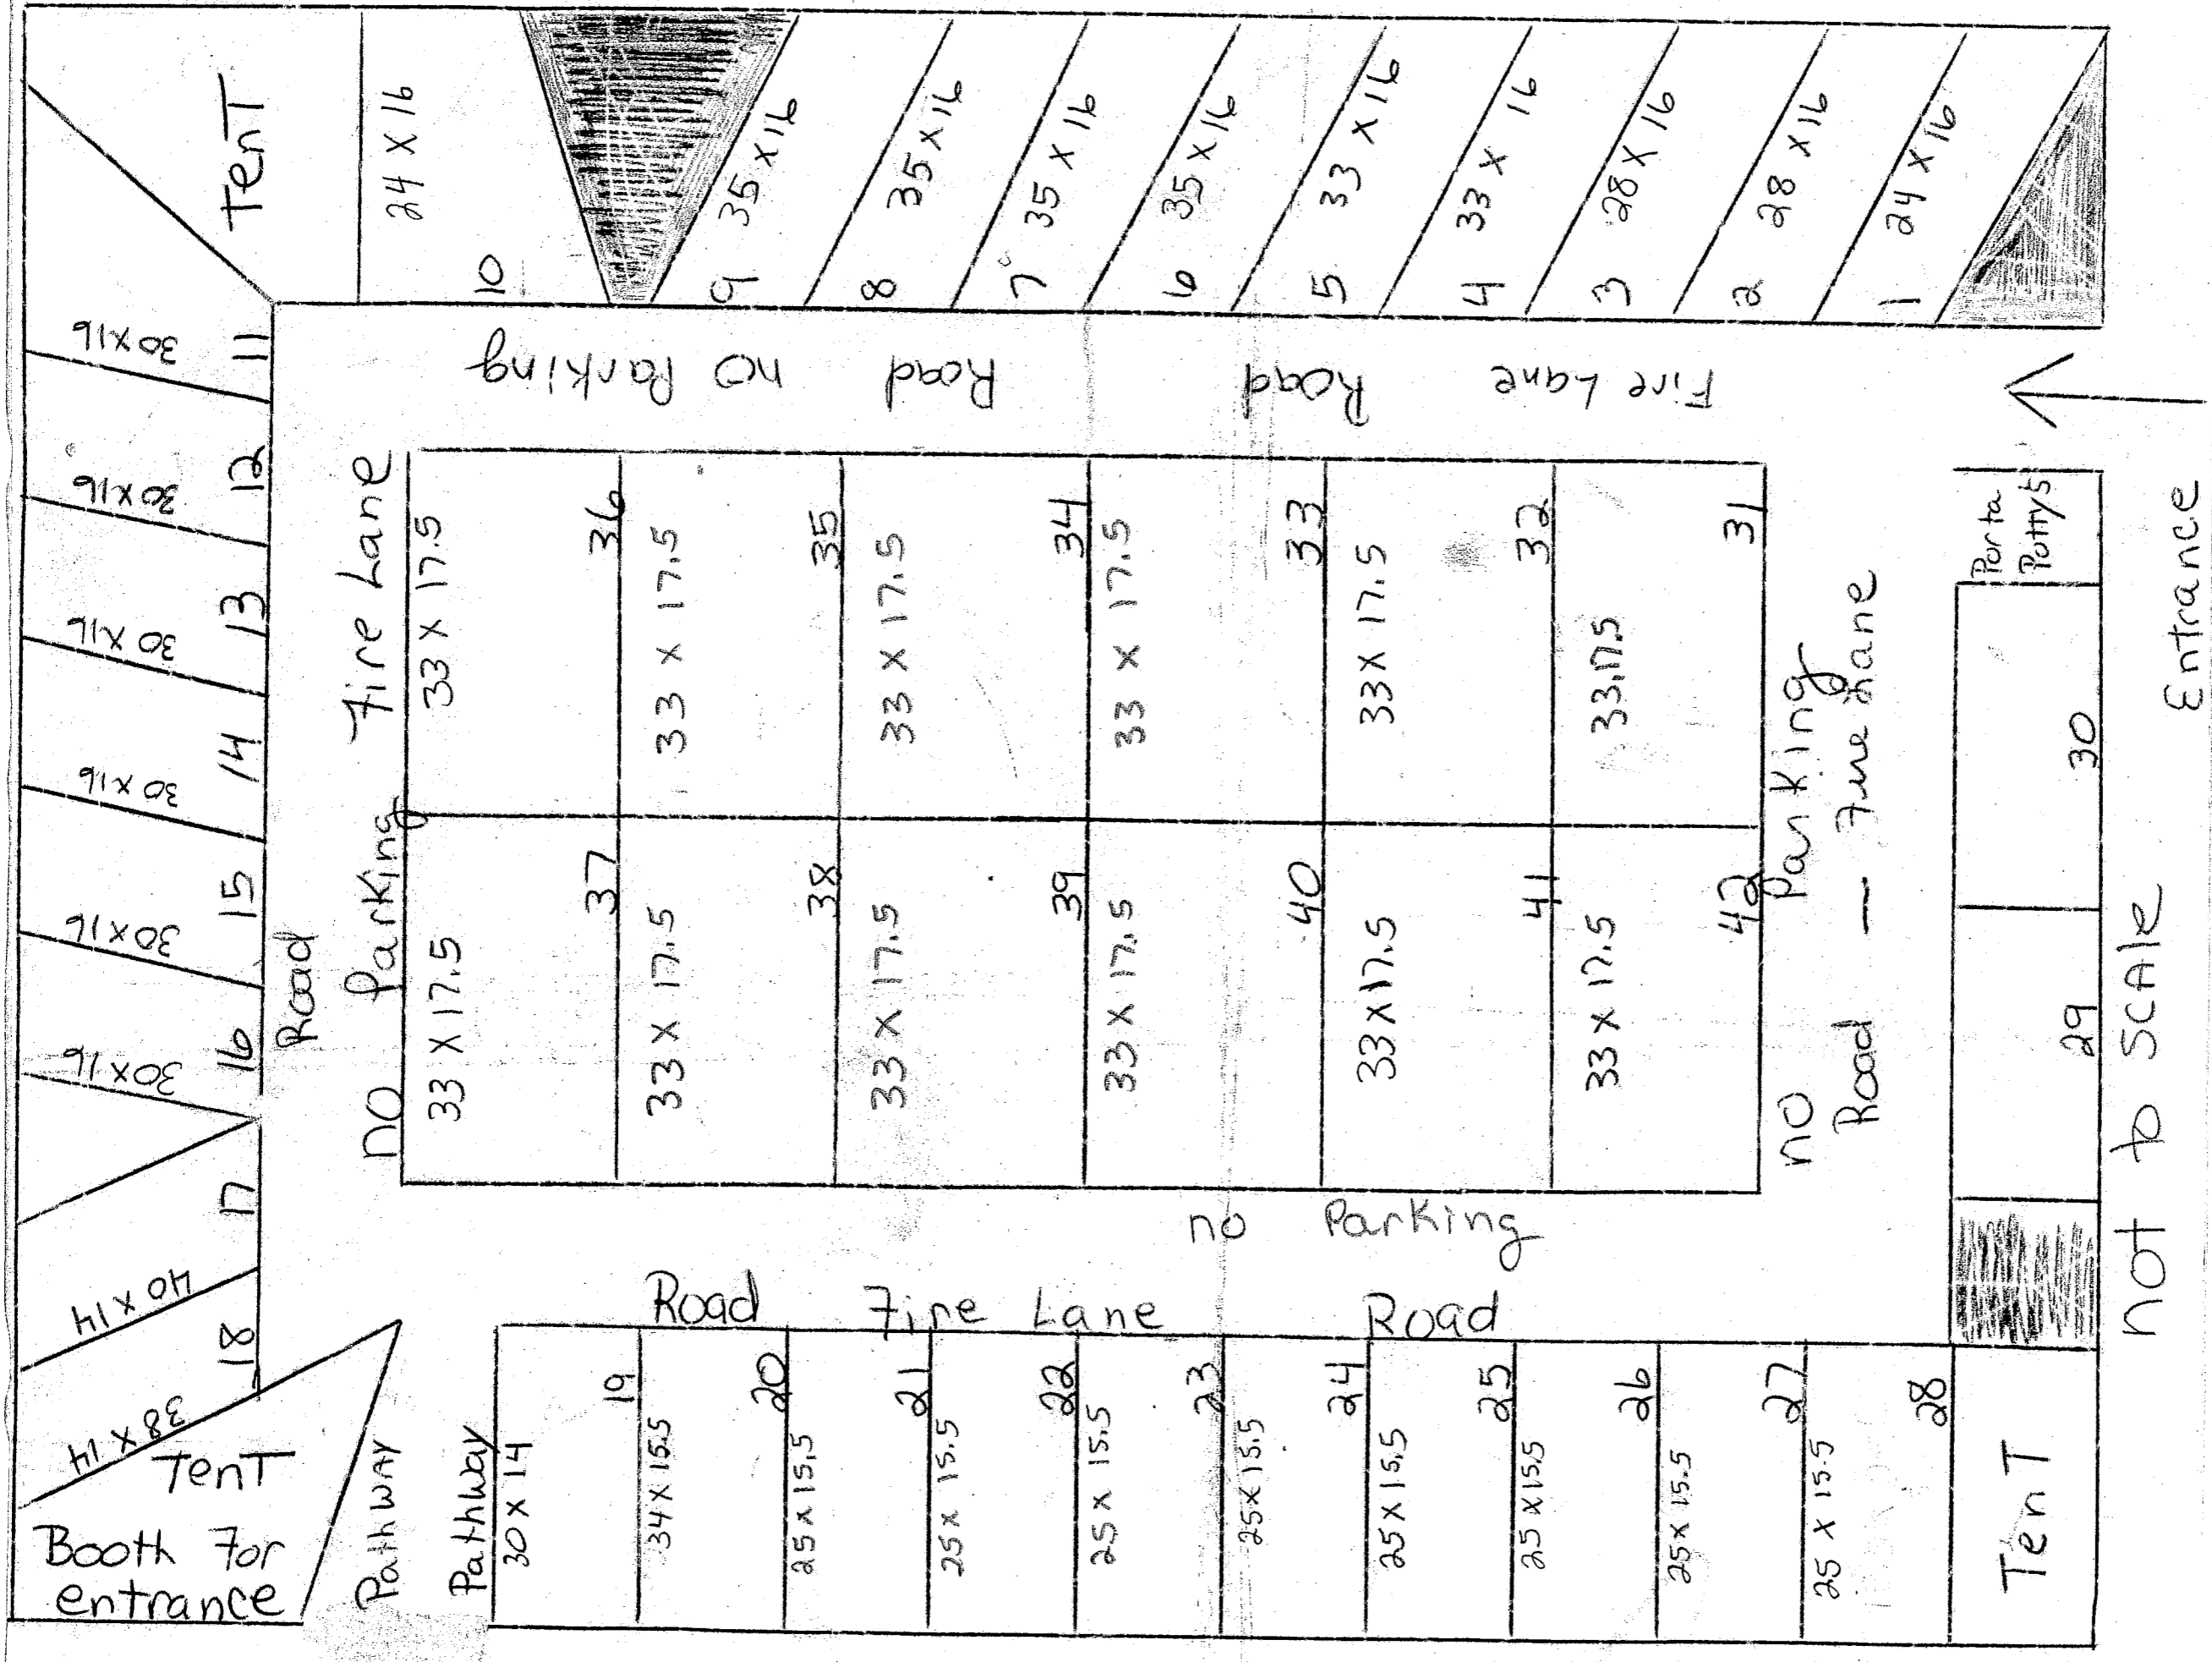 TenT
24 X 16
10
9 35 X 16
8 35 X 16
7 35 X 16
6 35 X 16
5 33 X 16
4 33 X 16
3 28 X 16
2 28 X 16
1 24 X 16
11 30 X 16
12 30 X 16
13 30 X 16
14 30 X 16
15 30 X 16
16 30 X 16
17 40 X 14
18 38 X 14
TenT
Booth For
entrance
PathWAY
Pathway
Fire Lane Road Road no Parking
Road
no Parking Fire Lane
33 X 17.5
36
33 X 17.5
35
33 X 17.5
34
33 X 17.5
33
33 X 17.5
32
33.17.5
31
33 X 17.5
37
33 X 17.5
38
33 X 17.5
39
33 X 17.5
40
33 X 17.5
41
33 X 17.5
42
no Parking
Road — Fire Lane
no Parking
Road Fire Lane Road
30 X 14
19
34 X 15.5
20
25 X 15.5
21
25 X 15.5
22
25 X 15.5
23
25 X 15.5
24
25 X 15.5
25
25 X 15.5
26
25 X 15.5
27
25 X 15.5
28
TenT
29
30
Porta
Potty's
Entrance
not to SCAle